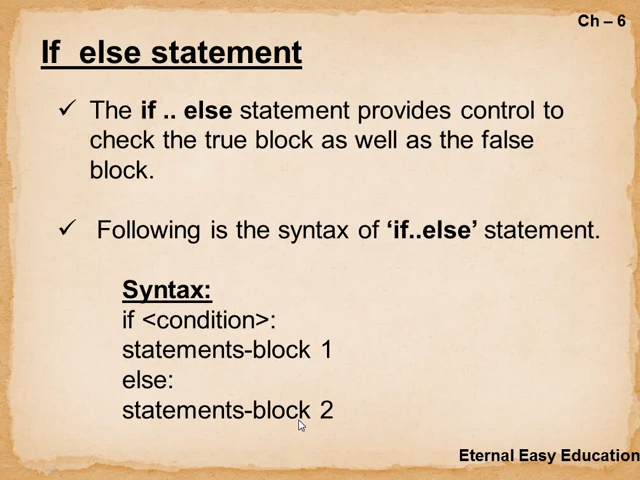 Ch – 6
If  else statement
✓ The if .. else statement provides control to
check the true block as well as the false
block.
✓ Following is the syntax of ‘if..else’ statement.
Syntax:
if <condition>:
statements-block 1
else:
statements-block 2
Eternal Easy Education